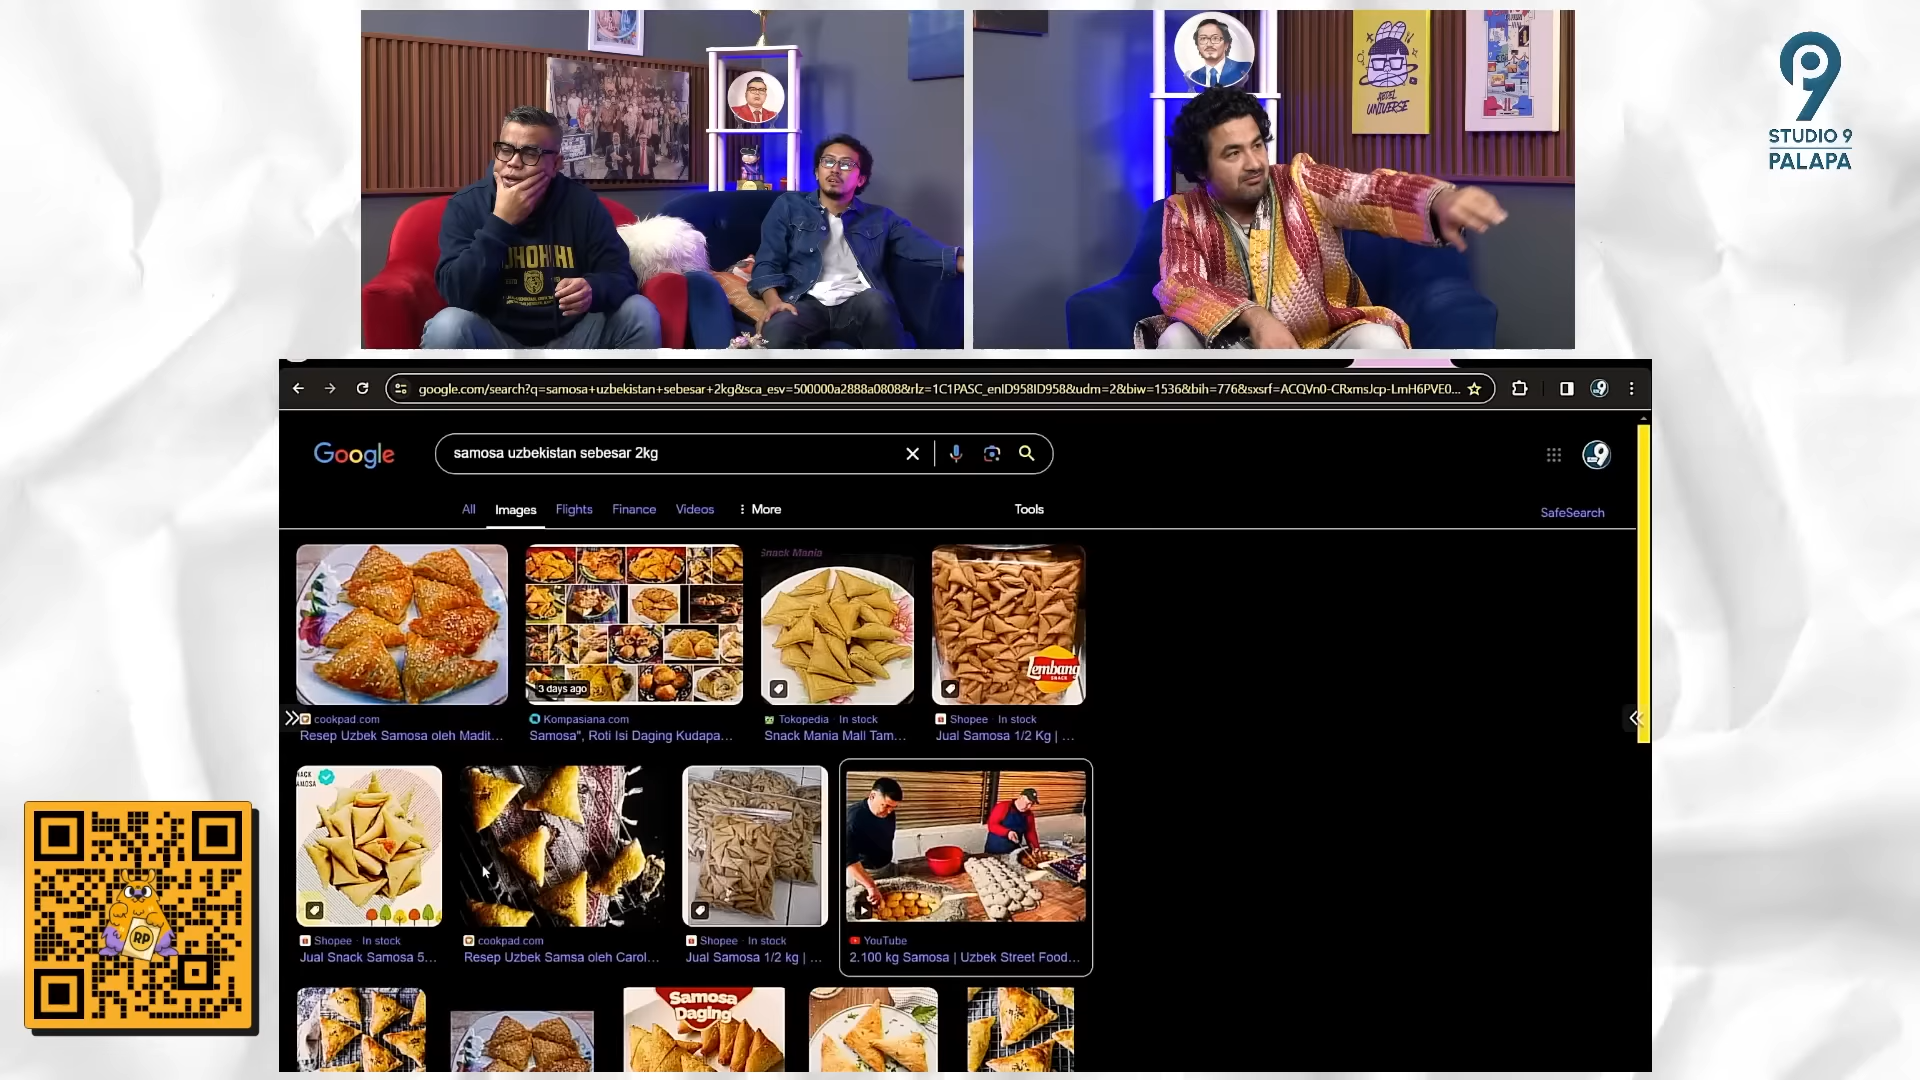 ABDEL
UNIVERSE
STUDIO 9
PALAPA
google.com/search?q=samosa+uzbekistan+sebesar+2kg&sca_esv=500000a2888a0808&rlz=1C1PASC_enID958ID958&udm=2&biw=1536&bih=776&sxsrf=ACQVn0-CRxmsJcp-LmH6PVE0...
Google
samosa uzbekistan sebesar 2kg
All
Images
Flights
Finance
Videos
More
Tools
SafeSearch
Snack Mania
Lembang
3 days ago
cookpad.com
Resep Uzbek Samosa oleh Madit...
Kompasiana.com
Samosa", Roti Isi Daging Kudapa...
Tokopedia · In stock
Snack Mania Mall Tam...
Shopee · In stock
Jual Samosa 1/2 Kg | ...
Shopee · In stock
Jual Snack Samosa 5...
cookpad.com
Resep Uzbek Samsa oleh Carol...
Shopee · In stock
Jual Samosa 1/2 kg | ...
YouTube
2.100 kg Samosa | Uzbek Street Food...
Samosa
Daging
RP